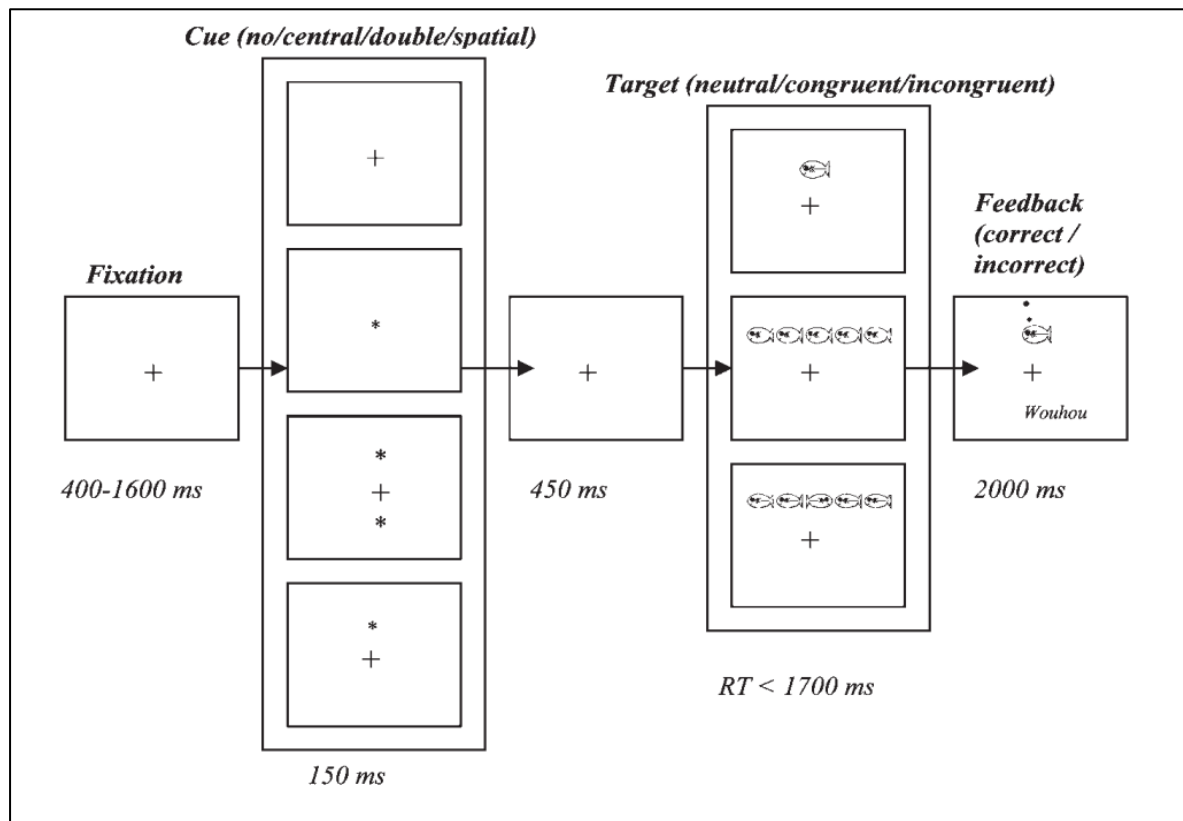 Cue (no/central/double/spatial)
Target (neutral/congruent/incongruent)
Feedback
(correct /
incorrect)
Fixation
Wouhou
400-1600 ms
450 ms
2000 ms
RT < 1700 ms
150 ms